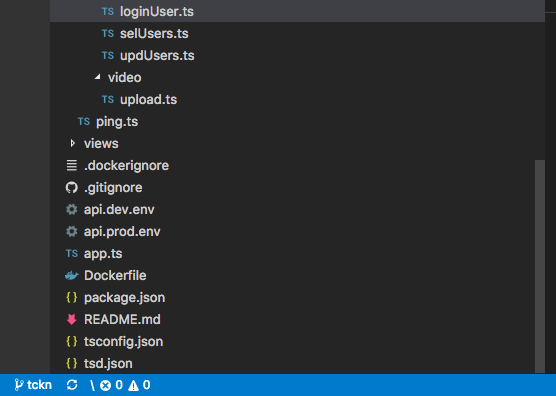 TS loginUser.ts
TS selUsers.ts
TS updUsers.ts
video
TS upload.ts
TS ping.ts
views
.dockerignore
.gitignore
api.dev.env
api.prod.env
TS app.ts
Dockerfile
{ } package.json
README.md
{ } tsconfig.json
{ } tsd.json
tckn \ 0 0